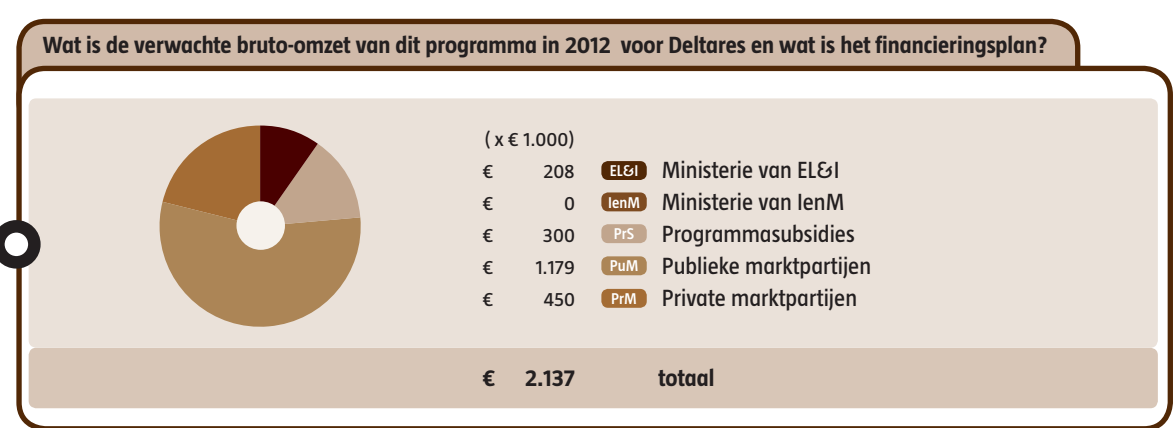 Wat is de verwachte bruto-omzet van dit programma in 2012 voor Deltares en wat is het financieringsplan?
( x € 1.000)
€ 208 EL&I Ministerie van EL&I
€ 0 IenM Ministerie van IenM
€ 300 PrS Programmasubsidies
€ 1.179 PuM Publieke marktpartijen
€ 450 PrM Private marktpartijen
€ 2.137 totaal